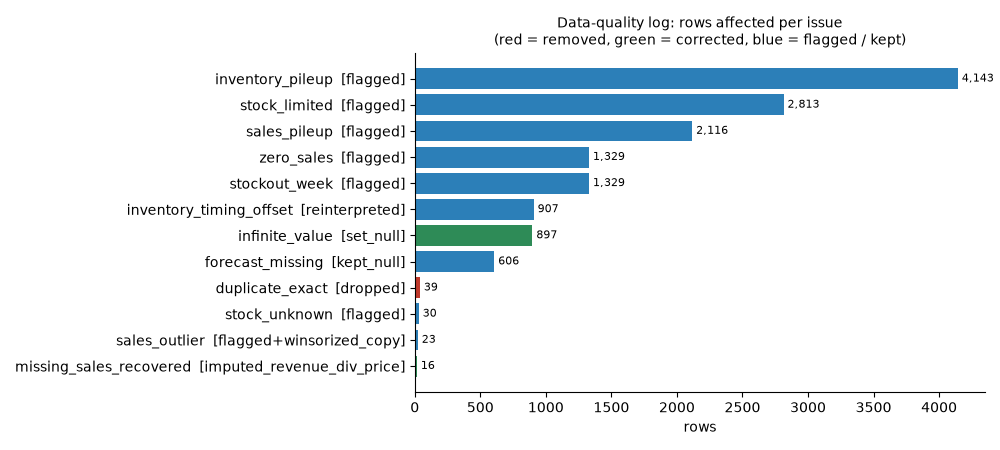 Data-quality log: rows affected per issue
(red = removed, green = corrected, blue = flagged / kept)
inventory_pileup [flagged] 4,143
stock_limited [flagged] 2,813
sales_pileup [flagged] 2,116
zero_sales [flagged] 1,329
stockout_week [flagged] 1,329
inventory_timing_offset [reinterpreted] 907
infinite_value [set_null] 897
forecast_missing [kept_null] 606
duplicate_exact [dropped] 39
stock_unknown [flagged] 30
sales_outlier [flagged+winsorized_copy] 23
missing_sales_recovered [imputed_revenue_div_price] 16
0 500 1000 1500 2000 2500 3000 3500 4000
rows